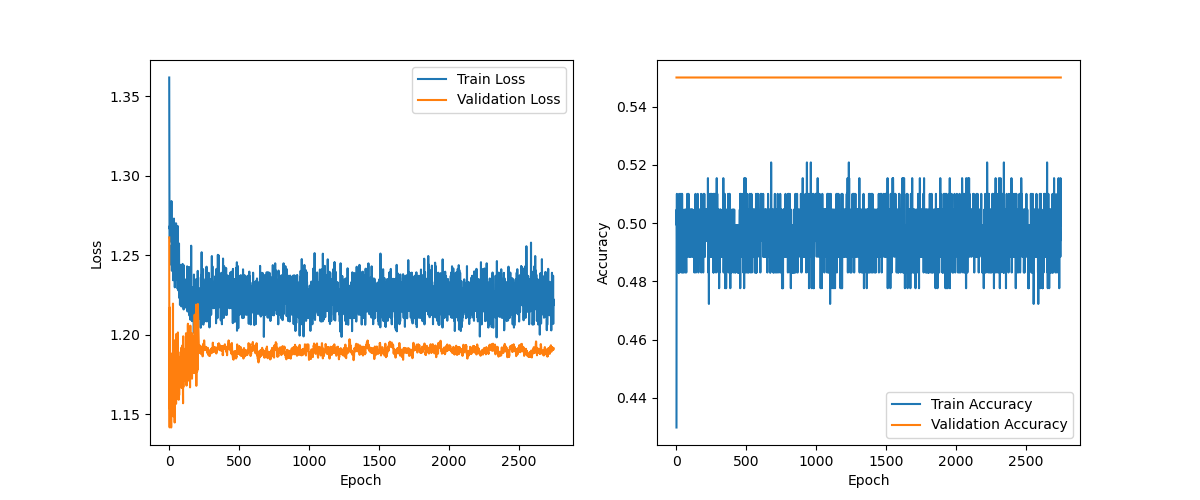 Train Loss
Validation Loss
1.35
1.30
1.25
1.20
1.15
Loss
0 500 1000 1500 2000 2500
Epoch
0.54
0.52
0.50
0.48
0.46
0.44
Accuracy
Train Accuracy
Validation Accuracy
0 500 1000 1500 2000 2500
Epoch